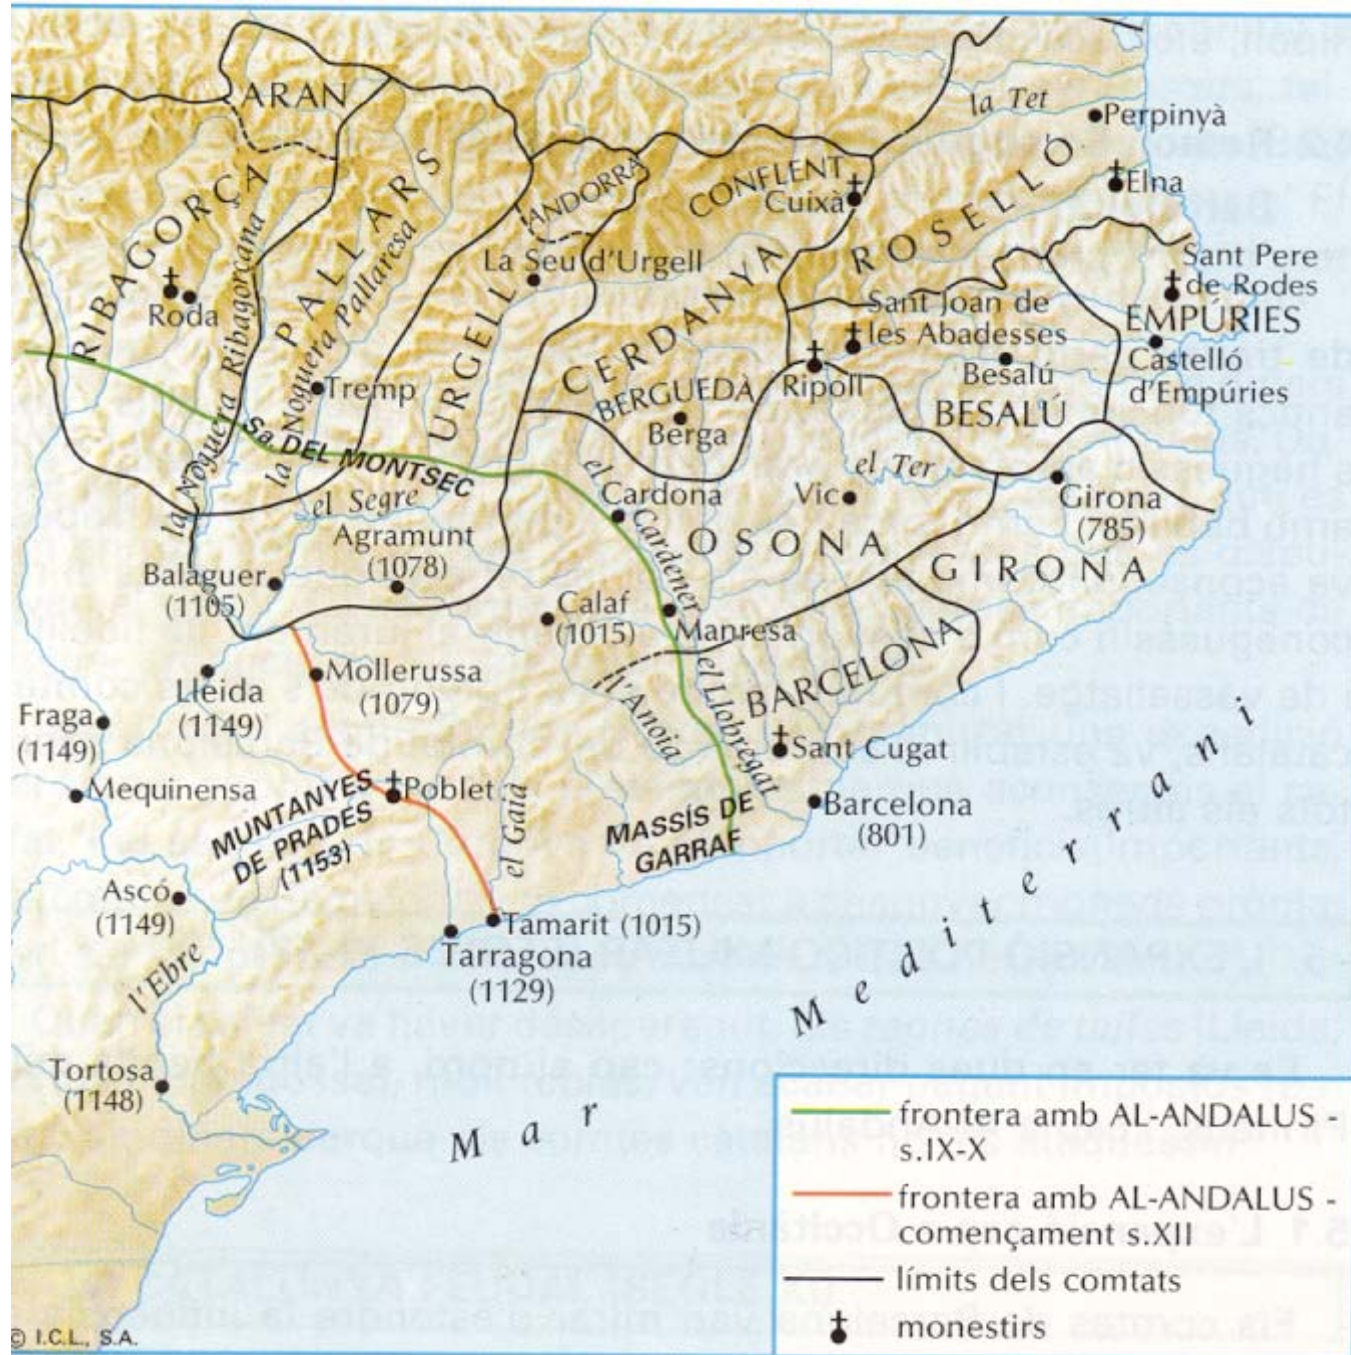 ARAN
la Tet
Perpinyà
RIBAGORÇA
PALLARS
ANDORRA
CONFLENT
Cuixà
ROSELLÓ
Elna
la Noguera Ribagorçana
la Noguera Pallaresa
La Seu d'Urgell
Roda
URGELL
CERDANYA
Sant Joan de
les Abadesses
Sant Pere
de Rodes
EMPÚRIES
Castelló
d'Empúries
Tremp
BERGUEDÀ
Berga
Ripoll
Besalú
BESALÚ
Sa. DEL MONTSEC
el Segre
el Cardener
Cardona
Vic
el Ter
Girona
(785)
Agramunt
(1078)
OSONA
GIRONA
Balaguer
(1105)
Calaf
(1015)
Manresa
BARCELONA
Mollerussa
(1079)
Lleida
(1149)
l'Anoia
el Llobregat
Fraga
(1149)
Sant Cugat
Mequinensa
Poblet
MUNTANYES
DE PRADES
(1153)
el Gaià
MASSÍS DE
GARRAF
Barcelona
(801)
Ascó
(1149)
Tamarit (1015)
Tarragona
(1129)
l'Ebre
Tortosa
(1148)
Mar Mediterrani
frontera amb AL-ANDALUS -
s.IX-X
frontera amb AL-ANDALUS -
començament s.XII
límits dels comtats
monestirs
© I.C.L., S.A.